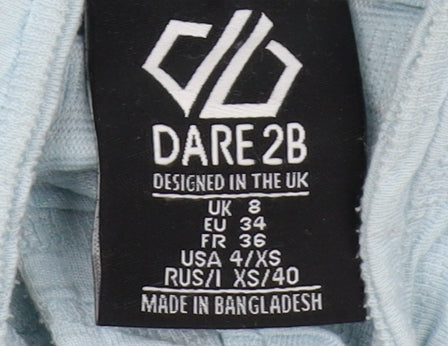 db
DARE 2B
DESIGNED IN THE UK
UK 8
EU 34
FR 36
USA 4/XS
RUS/I XS/40
MADE IN BANGLADESH